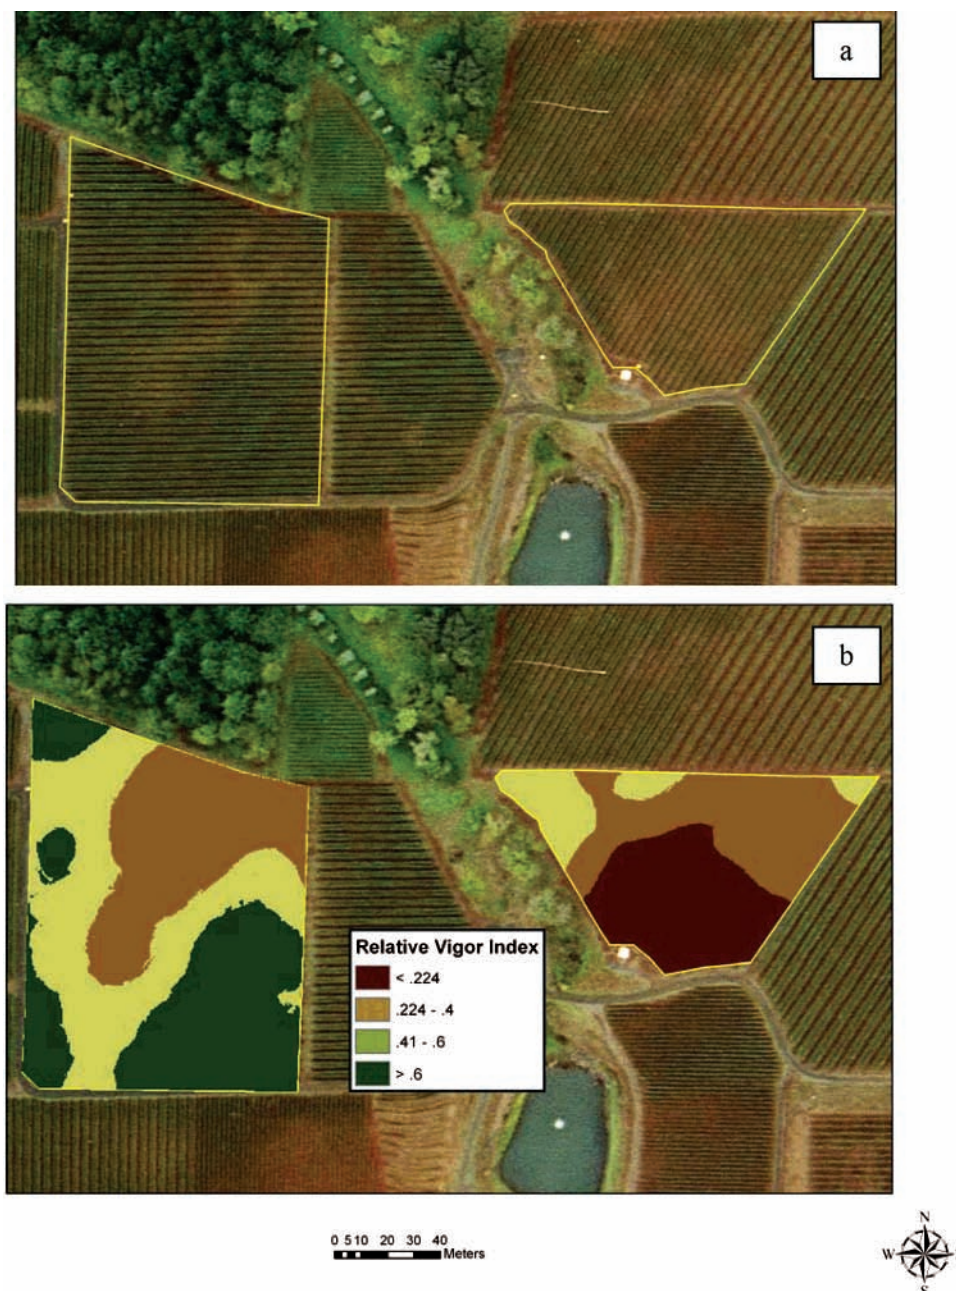 a
b
Relative Vigor Index
< .224
.224 - .4
.41 - .6
> .6
0 5 10 20 30 40
Meters
N
W E
S